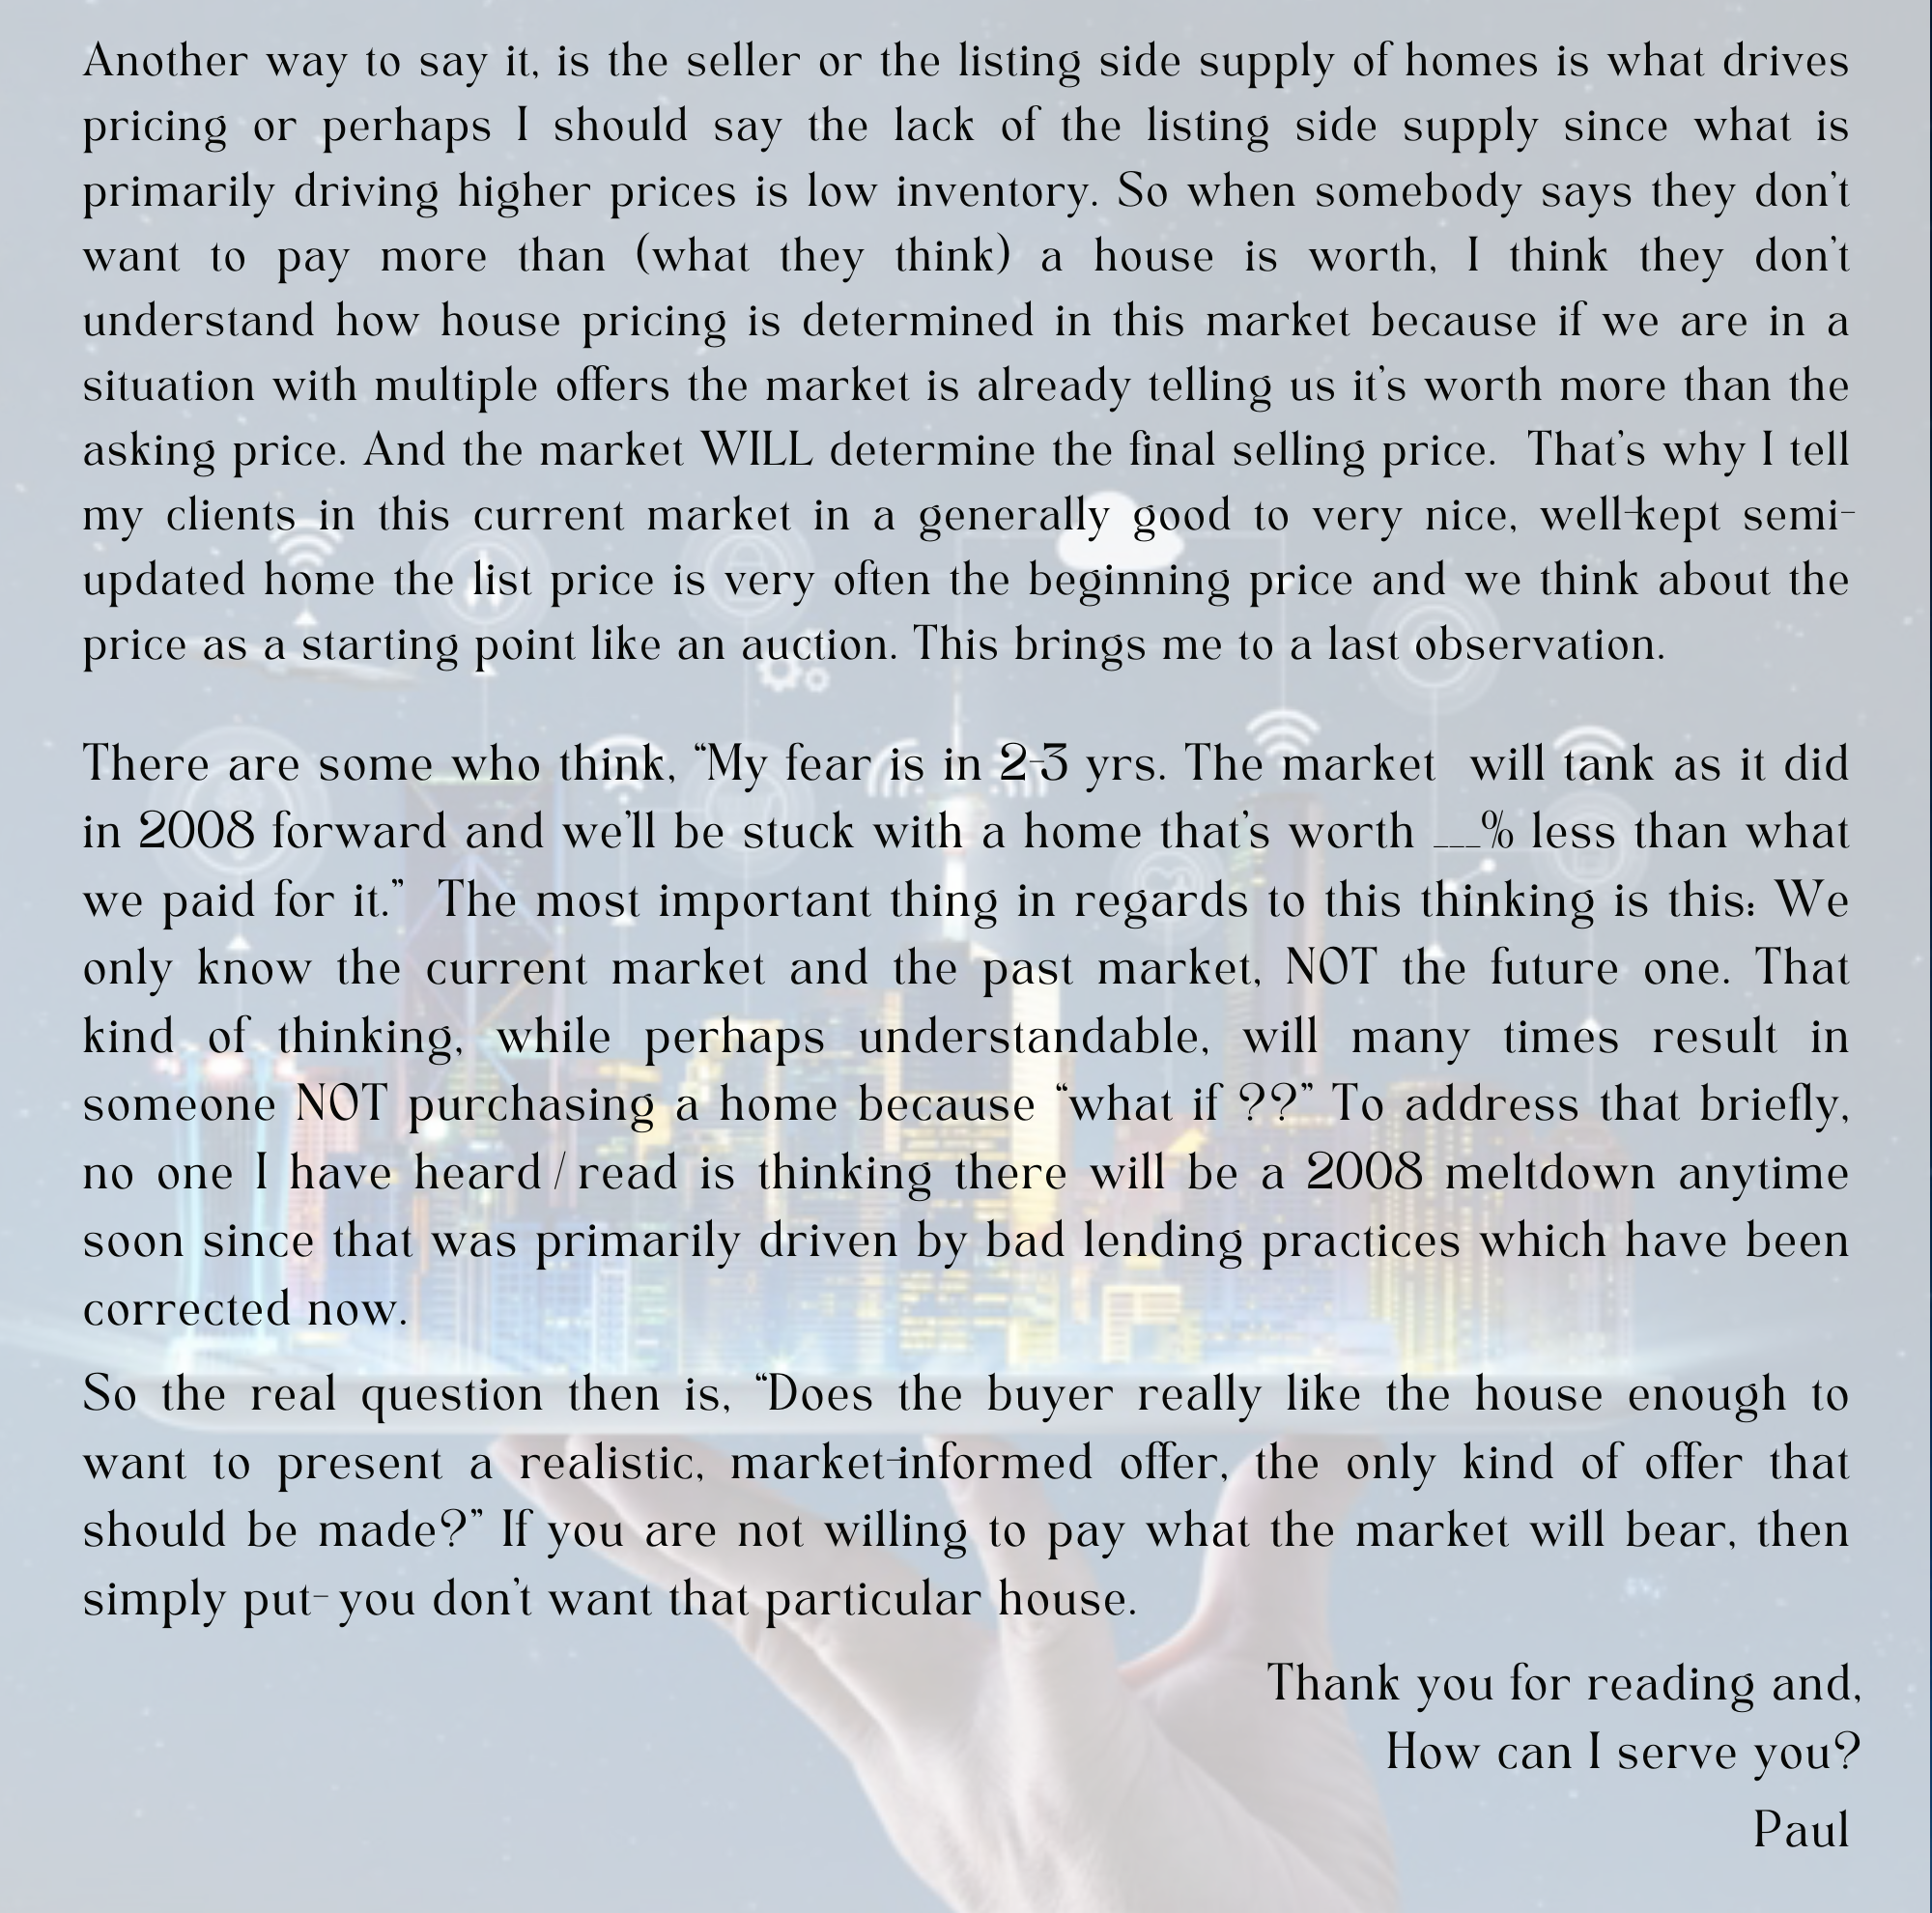 Another way to say it, is the seller or the listing side supply of homes is what drives
pricing or perhaps I should say the lack of the listing side supply since what is
primarily driving higher prices is low inventory. So when somebody says they don't
want to pay more than (what they think) a house is worth, I think they don't
understand how house pricing is determined in this market because if we are in a
situation with multiple offers the market is already telling us it's worth more than the
asking price. And the market WILL determine the final selling price.  That's why I tell
my clients in this current market in a generally good to very nice, well-kept semi-
updated home the list price is very often the beginning price and we think about the
price as a starting point like an auction. This brings me to a last observation.
There are some who think, “My fear is in 2-3 yrs. The market  will tank as it did
in 2008 forward and we'll be stuck with a home that's worth ___% less than what
we paid for it.”  The most important thing in regards to this thinking is this: We
only know the current market and the past market, NOT the future one. That
kind of thinking, while perhaps understandable, will many times result in
someone NOT purchasing a home because “what if ??” To address that briefly,
no one I have heard/read is thinking there will be a 2008 meltdown anytime
soon since that was primarily driven by bad lending practices which have been
corrected now.
So the real question then is, “Does the buyer really like the house enough to
want to present a realistic, market-informed offer, the only kind of offer that
should be made?” If you are not willing to pay what the market will bear, then
simply put- you don't want that particular house.
Thank you for reading and,
How can I serve you?
Paul